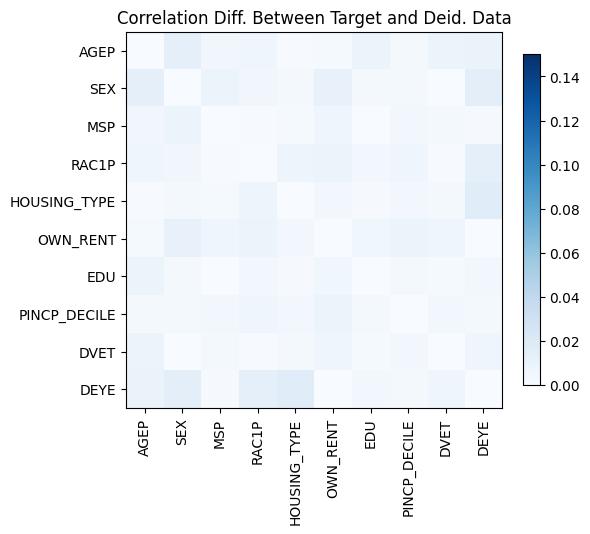 Correlation Diff. Between Target and Deid. Data
AGEP
SEX
MSP
RAC1P
HOUSING_TYPE
OWN_RENT
EDU
PINCP_DECILE
DVET
DEYE
AGEP
SEX
MSP
RAC1P
HOUSING_TYPE
OWN_RENT
EDU
PINCP_DECILE
DVET
DEYE
0.14
0.12
0.10
0.08
0.06
0.04
0.02
0.00